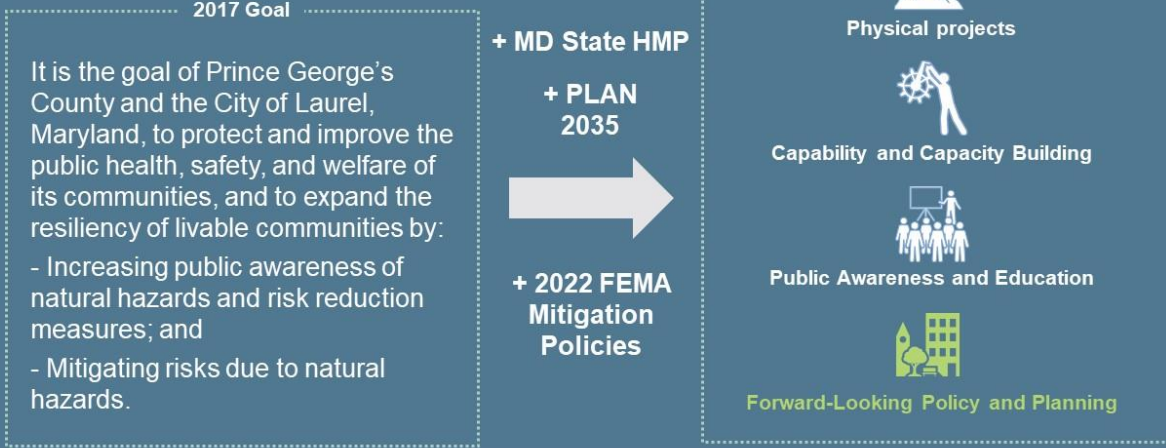 2017 Goal
It is the goal of Prince George’s
County and the City of Laurel,
Maryland, to protect and improve the
public health, safety, and welfare of
its communities, and to expand the
resiliency of livable communities by:
- Increasing public awareness of
natural hazards and risk reduction
measures; and
- Mitigating risks due to natural
hazards.
+ MD State HMP
+ PLAN
2035
+ 2022 FEMA
Mitigation
Policies
Physical projects
Capability and Capacity Building
Public Awareness and Education
Forward-Looking Policy and Planning